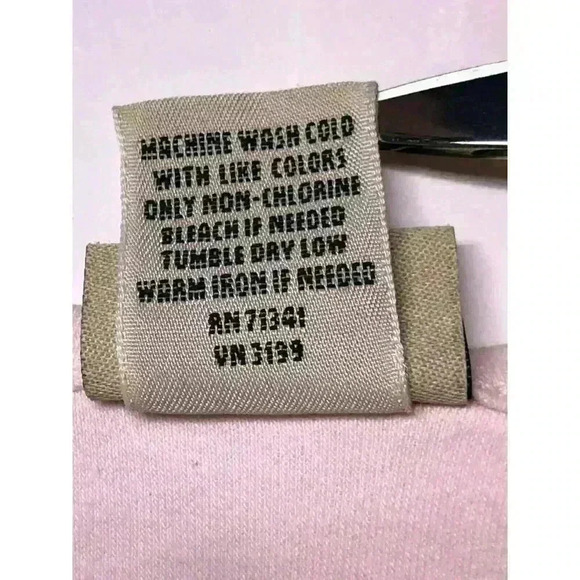 MACHINE WASH COLD
WITH LIKE COLORS
ONLY NON-CHLORINE
BLEACH IF NEEDED
TUMBLE DRY LOW
WARM IRON IF NEEDED
RN 71341
VN 3139